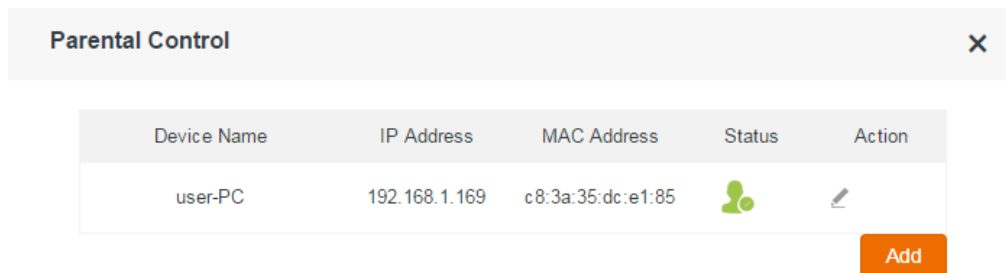 Parental Control
Device Name IP Address MAC Address Status Action
user-PC 192.168.1.169 c8:3a:35:dc:e1:85
Add